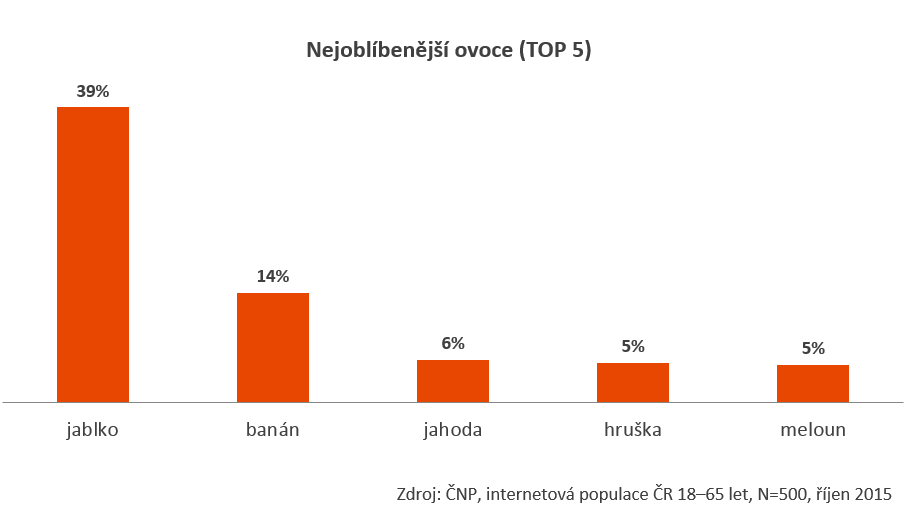 Nejoblíbenější ovoce (TOP 5)
39%
14%
6%
5%
5%
jablko
banán
jahoda
hruška
meloun
Zdroj: ČNP, internetová populace ČR 18–65 let, N=500, říjen 2015